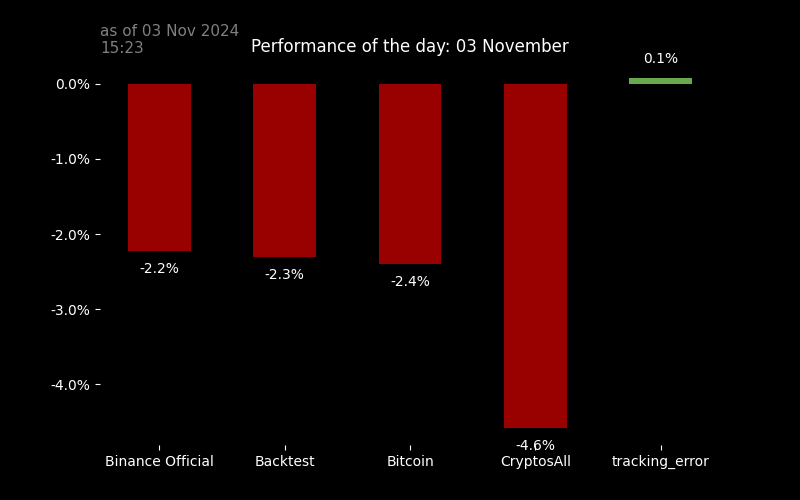 as of 03 Nov 2024
15:23
Performance of the day: 03 November
0.1%
0.0%
-1.0%
-2.0%
-3.0%
-4.0%
-2.2%
-2.3%
-2.4%
-4.6%
Binance Official
Backtest
Bitcoin
CryptosAll
tracking_error